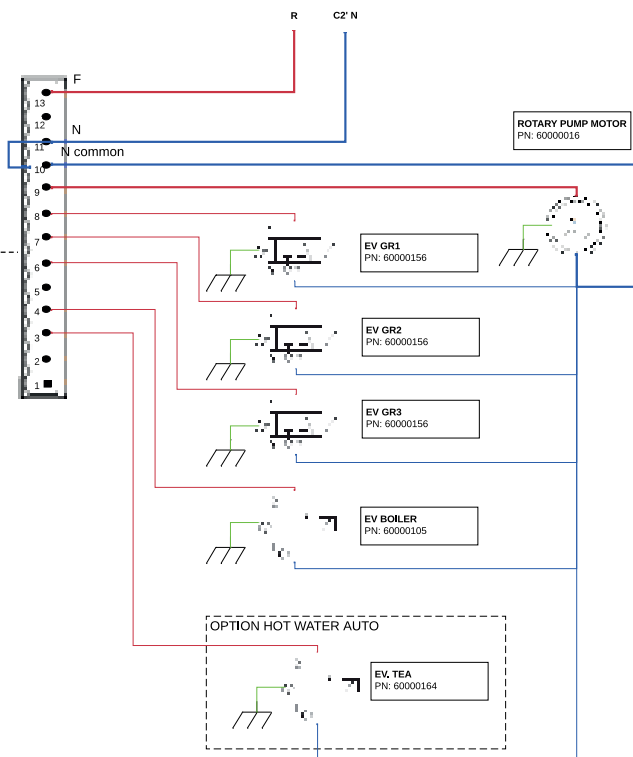 R
C2' N
F
13
12
N
11
N common
10
9
8
7
6
5
4
3
2
1
ROTARY PUMP MOTOR
PN: 60000016
EV GR1
PN: 60000156
EV GR2
PN: 60000156
EV GR3
PN: 60000156
EV BOILER
PN: 60000105
OPTION HOT WATER AUTO
EV. TEA
PN: 60000164